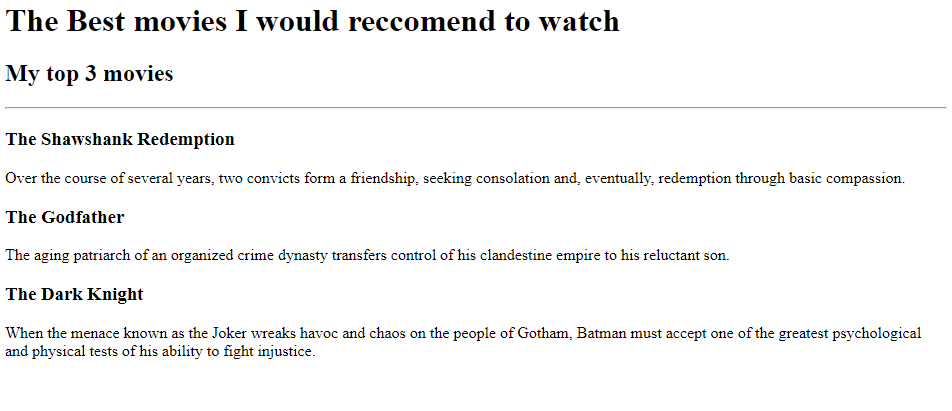 The Best movies I would reccomend to watch
My top 3 movies
The Shawshank Redemption
Over the course of several years, two convicts form a friendship, seeking consolation and, eventually, redemption through basic compassion.
The Godfather
The aging patriarch of an organized crime dynasty transfers control of his clandestine empire to his reluctant son.
The Dark Knight
When the menace known as the Joker wreaks havoc and chaos on the people of Gotham, Batman must accept one of the greatest psychological
and physical tests of his ability to fight injustice.